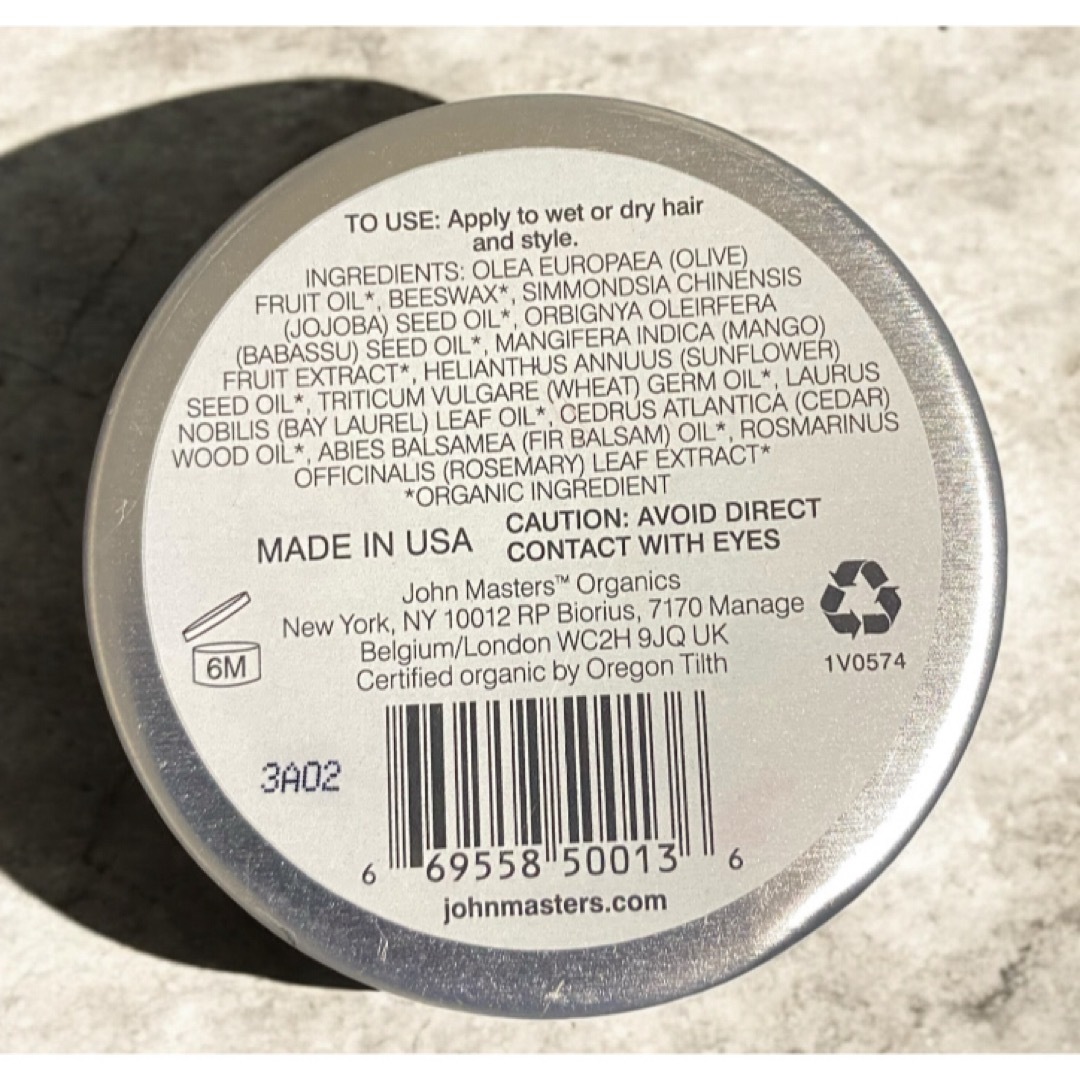 TO USE: Apply to wet or dry hair
and style.
INGREDIENTS: OLEA EUROPAEA (OLIVE)
FRUIT OIL*, BEESWAX*, SIMMONDSIA CHINENSIS
(JOJOBA) SEED OIL*, ORBIGNYA OLEIRFERA
(BABASSU) SEED OIL*, MANGIFERA INDICA (MANGO)
FRUIT EXTRACT*, HELIANTHUS ANNUUS (SUNFLOWER)
SEED OIL*, TRITICUM VULGARE (WHEAT) GERM OIL*, LAURUS
NOBILIS (BAY LAUREL) LEAF OIL*, CEDRUS ATLANTICA (CEDAR)
WOOD OIL*, ABIES BALSAMEA (FIR BALSAM) OIL*, ROSMARINUS
OFFICINALIS (ROSEMARY) LEAF EXTRACT*
*ORGANIC INGREDIENT
MADE IN USA
CAUTION: AVOID DIRECT
CONTACT WITH EYES
John Masters™ Organics
New York, NY 10012 RP Biorius, 7170 Manage
Belgium/London WC2H 9JQ UK
Certified organic by Oregon Tilth
6M
1V0574
3A02
6 69558 50013 6
johnmasters.com